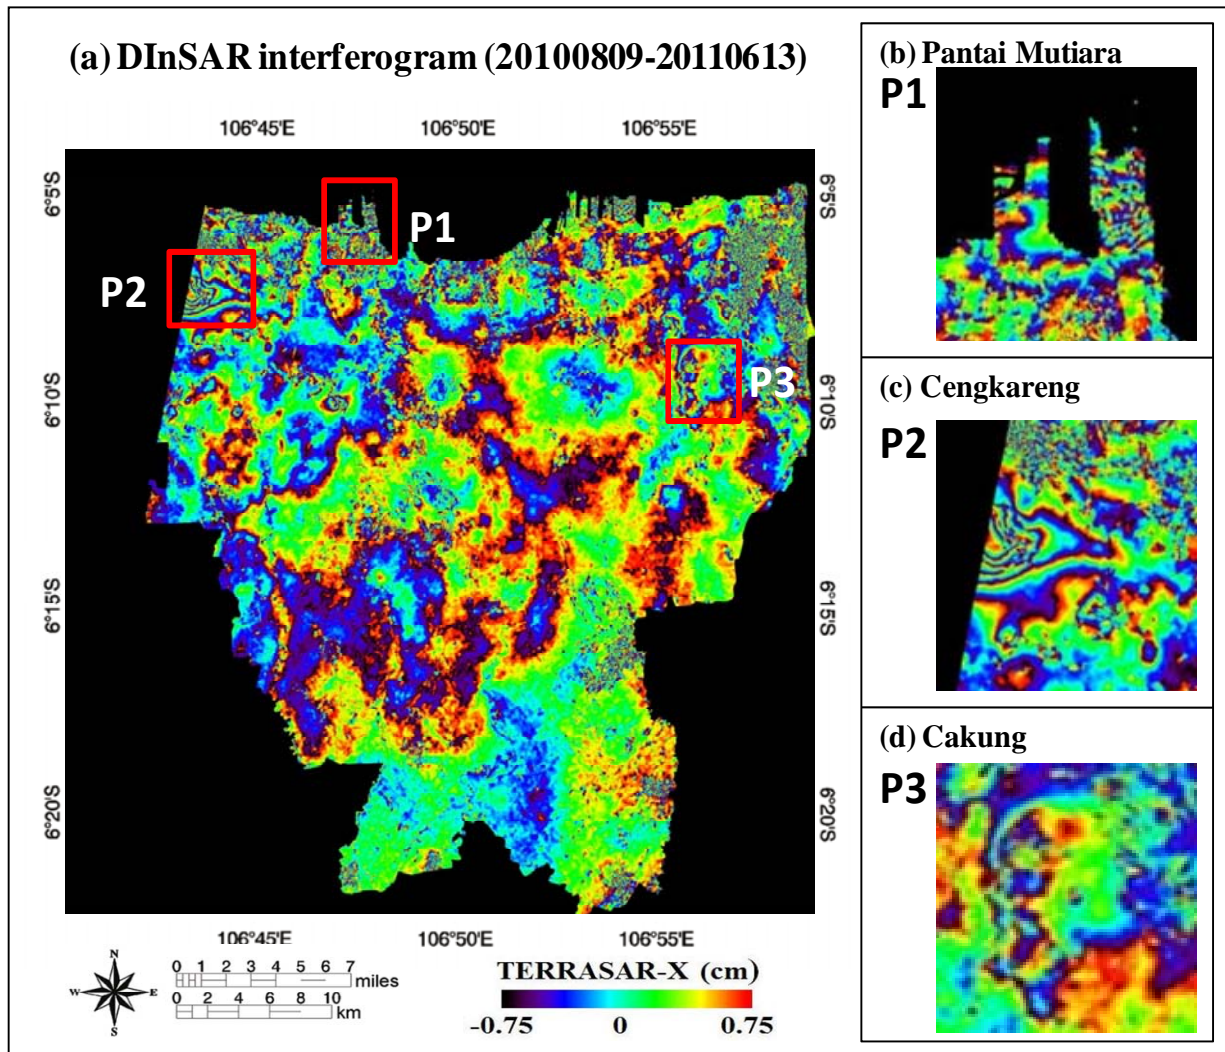 (a) DInSAR interferogram (20100809-20110613)
106°45'E 106°50'E 106°55'E
6°5'S 6°5'S
P1
P2
P3
6°10'S 6°10'S
6°15'S 6°15'S
6°20'S 6°20'S
106°45'E 106°50'E 106°55'E
N
W E
S
0 1 2 3 4 5 6 7 miles
0 2 4 6 8 10 km
TERRASAR-X (cm)
-0.75 0 0.75
(b) Pantai Mutiara
P1
(c) Cengkareng
P2
(d) Cakung
P3